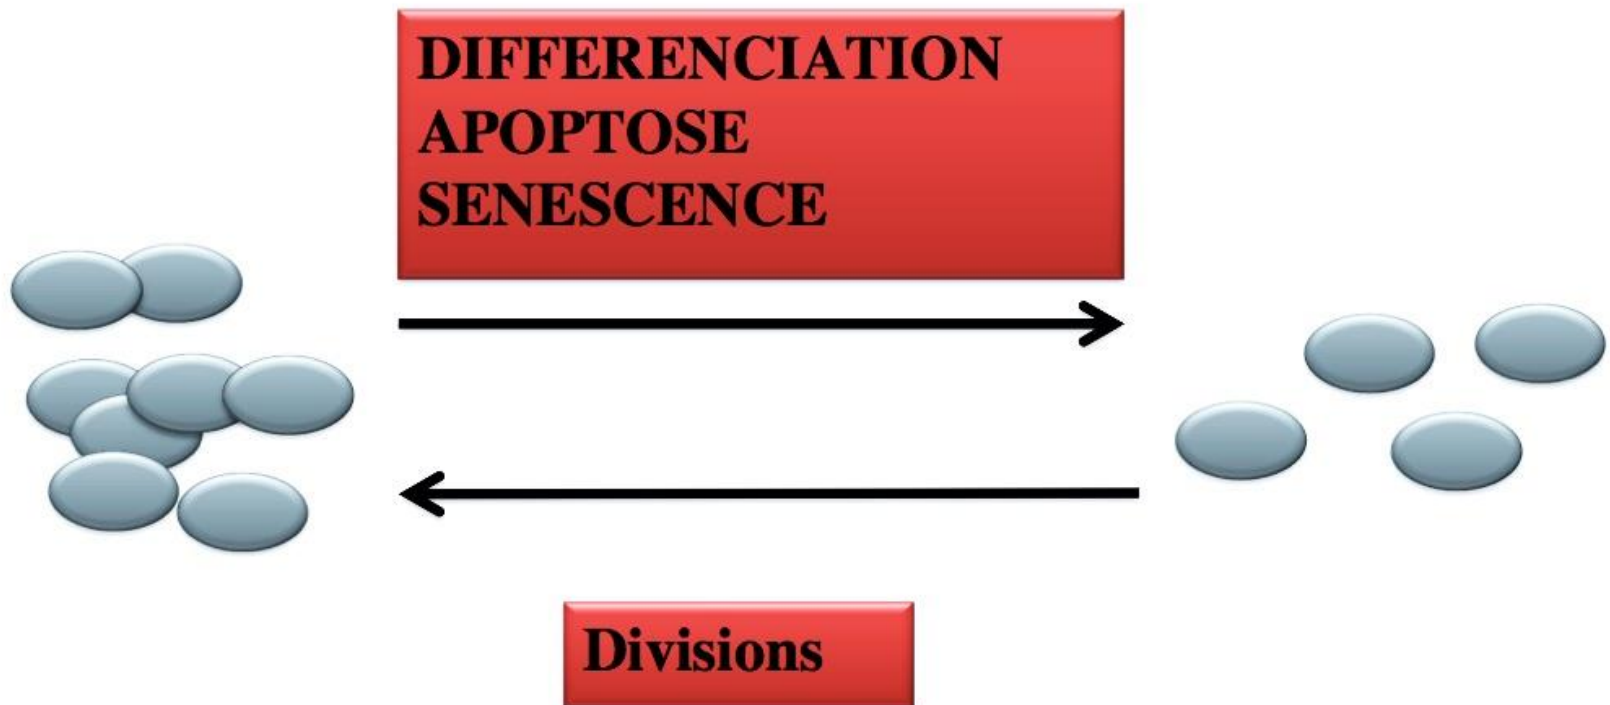 DIFFERENCIATION
APOPTOSE
SENESCENCE
Divisions